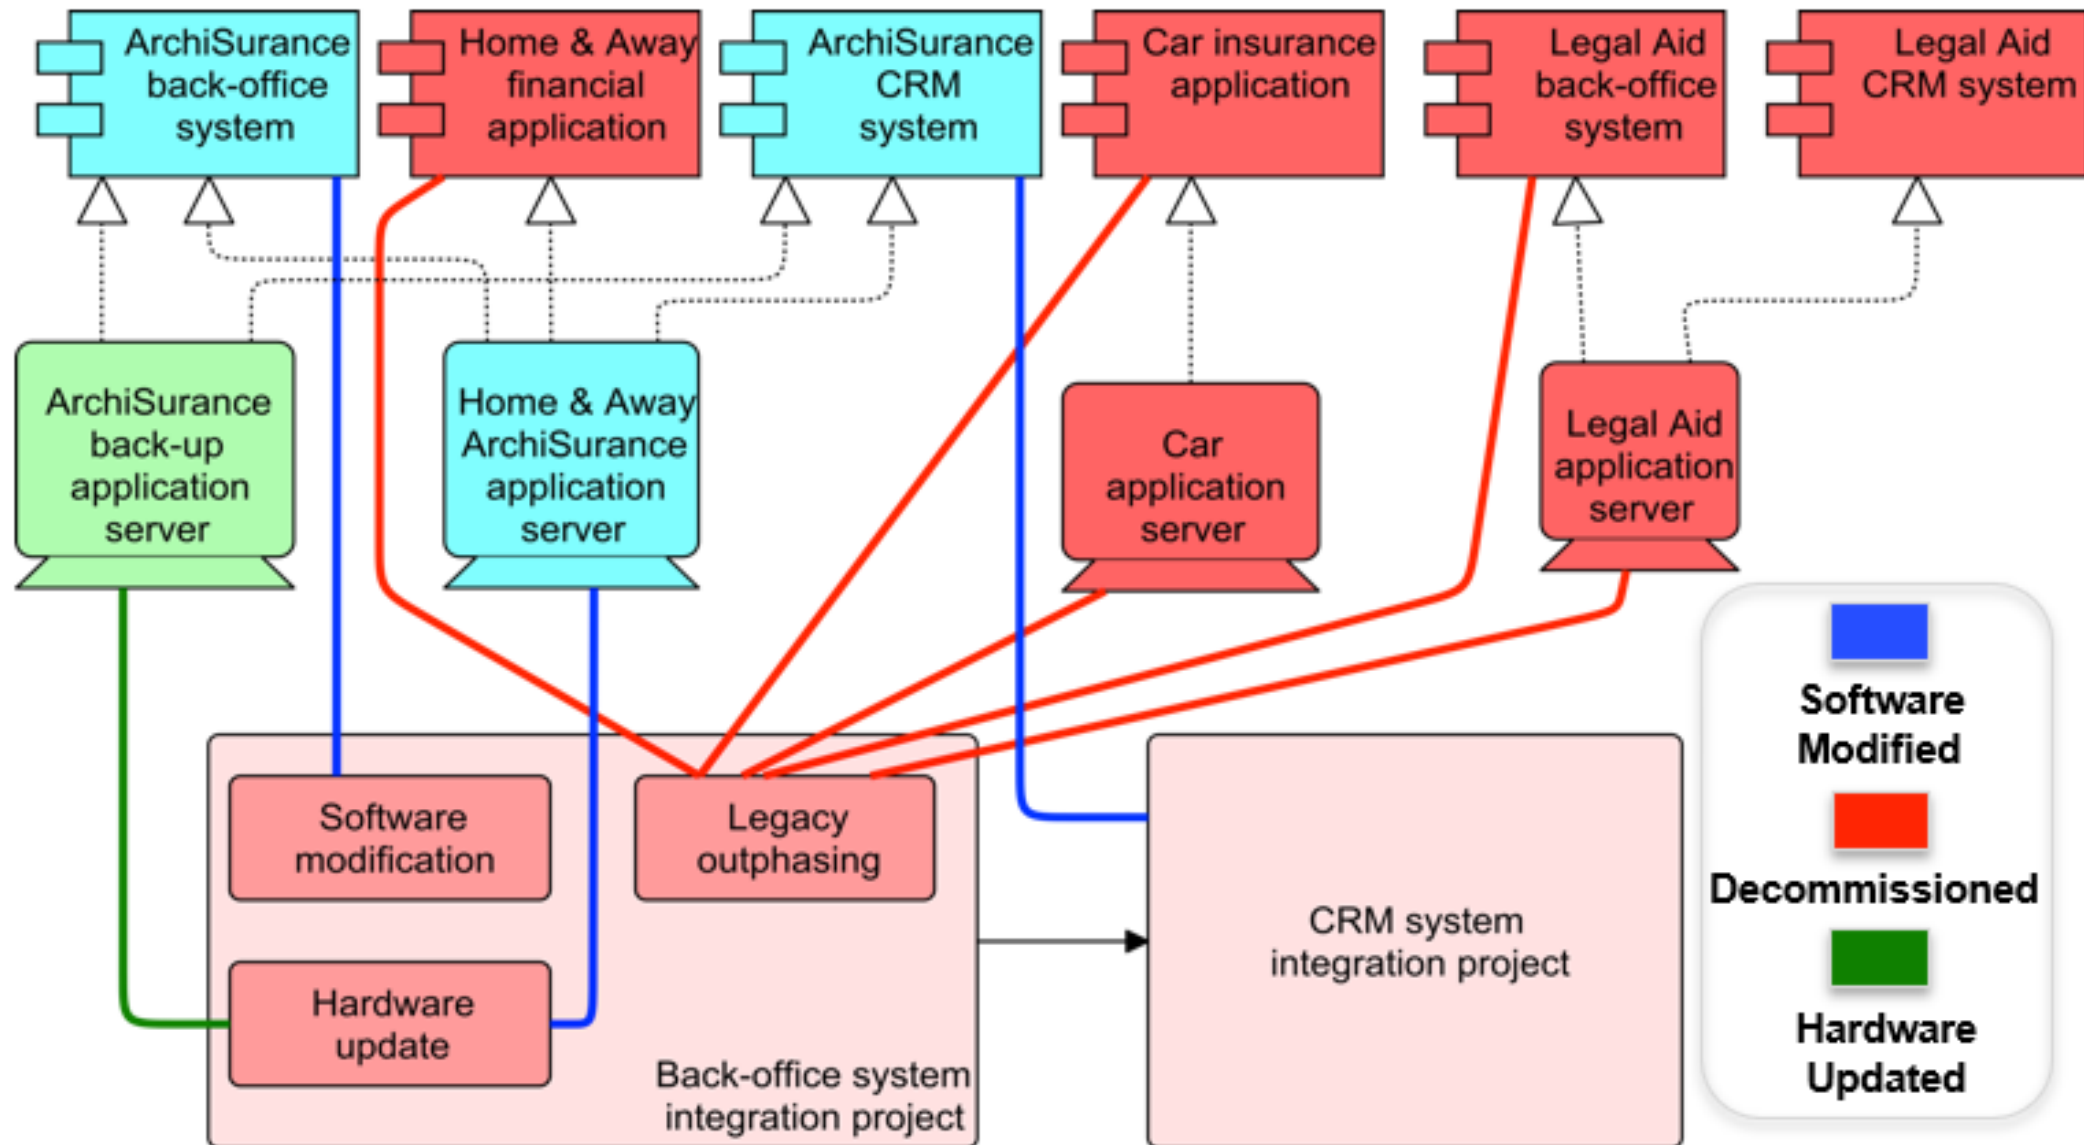 ArchiSurance
back-office
system
Home & Away
financial
application
ArchiSurance
CRM
system
Car insurance
application
Legal Aid
back-office
system
Legal Aid
CRM system
ArchiSurance
back-up
application
server
Home & Away
ArchiSurance
application
server
Car
application
server
Legal Aid
application
server
Software
modification
Legacy
outphasing
Hardware
update
Back-office system
integration project
CRM system
integration project
Software
Modified
Decommissioned
Hardware
Updated